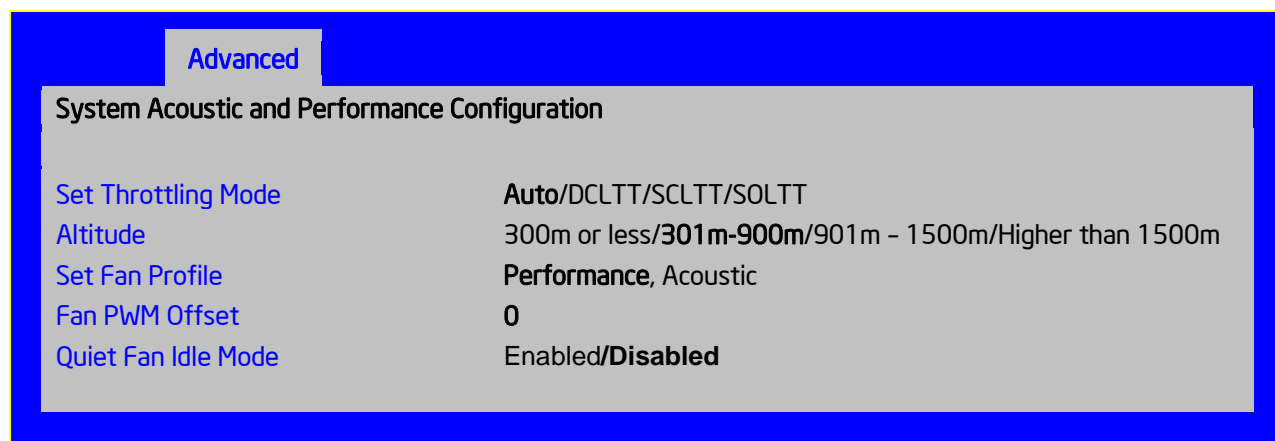 Advanced
System Acoustic and Performance Configuration
Set Throttling Mode Auto/DCLTT/SCLTT/SOLTT
Altitude 300m or less/301m-900m/901m – 1500m/Higher than 1500m
Set Fan Profile Performance, Acoustic
Fan PWM Offset 0
Quiet Fan Idle Mode Enabled/Disabled